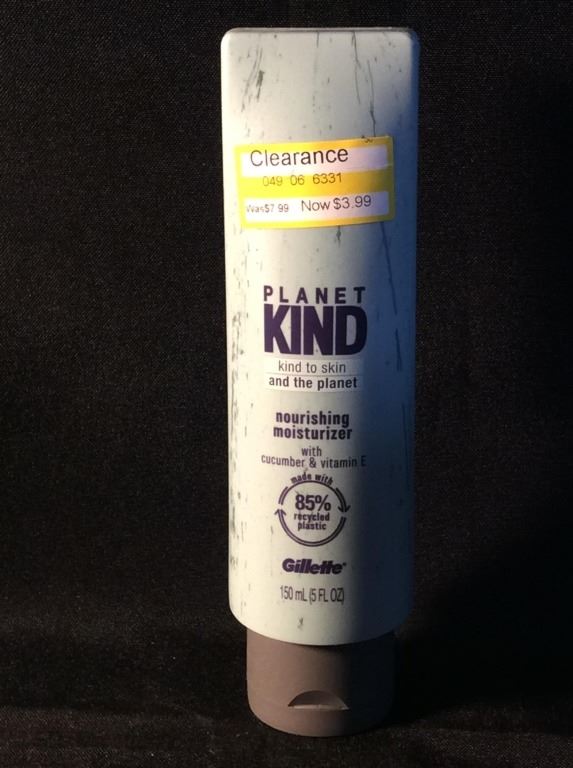 30
Clearance
049 06 6331
Was$7.99 Now $3.99
PLANET
KIND
kind to skin
and the planet
nourishing
moisturizer
with
cucumber & vitamin E
made with
85%
recycled
plastic
Gillette
150 mL (5 FL OZ)